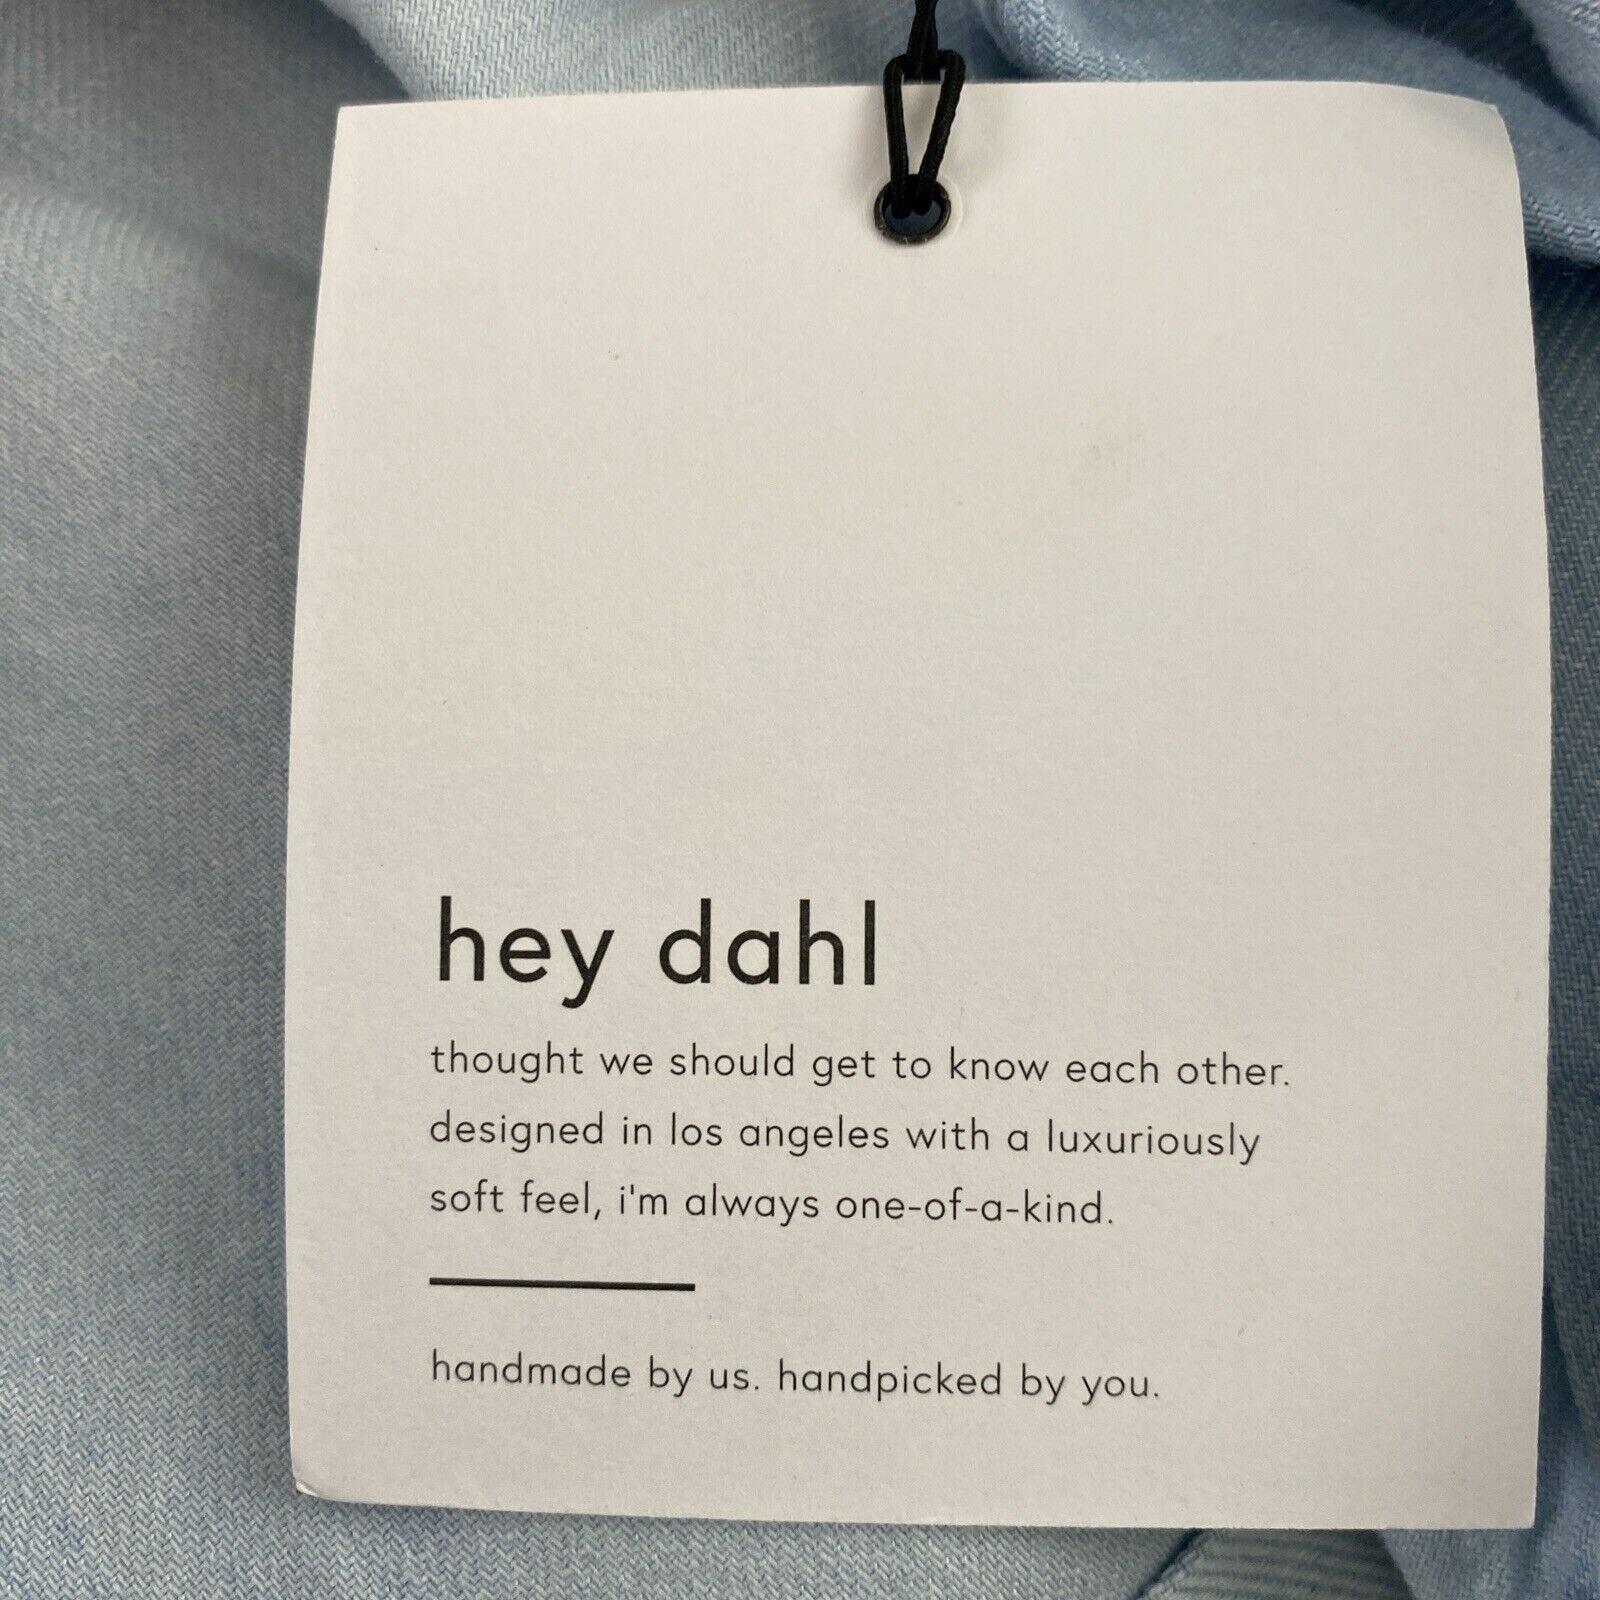 hey dahl
thought we should get to know each other.
designed in los angeles with a luxuriously
soft feel, i'm always one-of-a-kind.
handmade by us. handpicked by you.